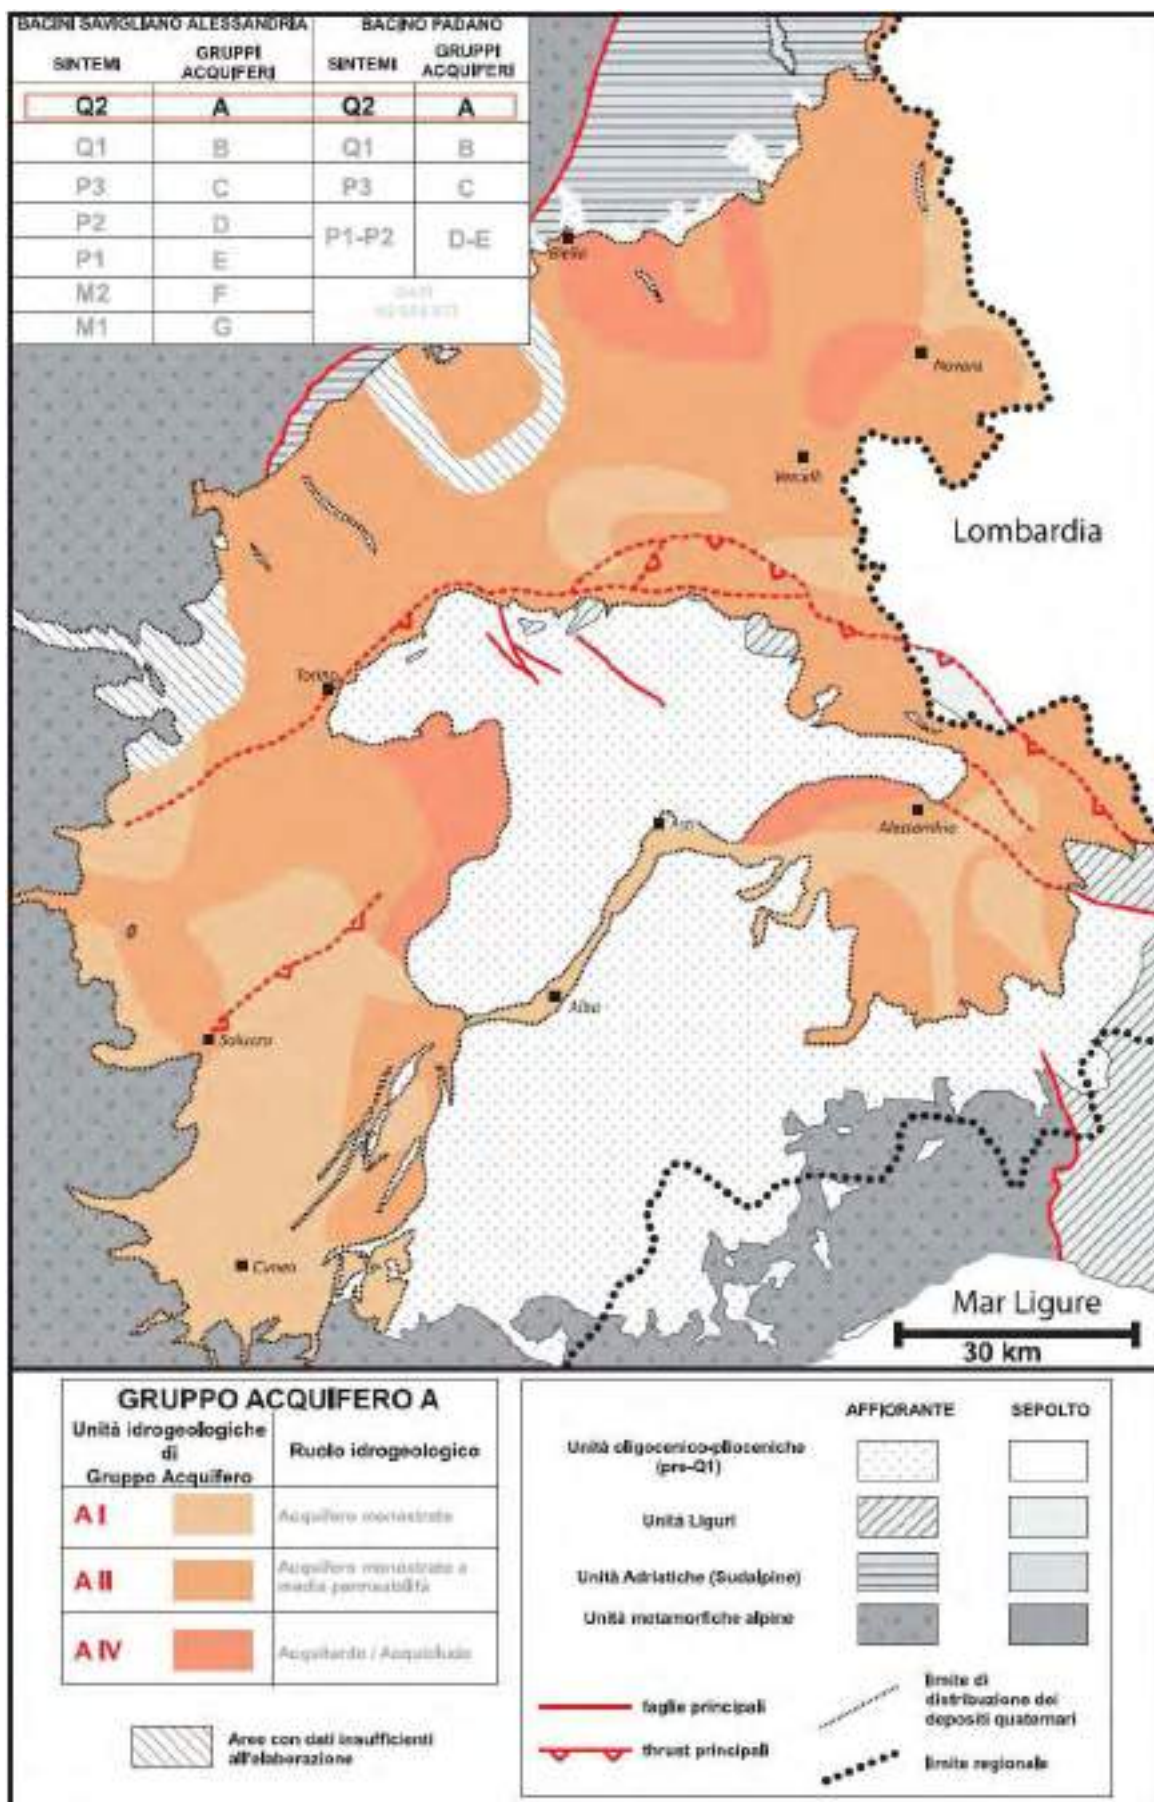 BACINI SAVIGLIANO ALESSANDRIA BACINO PADANO
SINTEMI GRUPPI ACQUIFERI SINTEMI GRUPPI ACQUIFERI
Q2 A Q2 A
Q1 B Q1 B
P3 C P3 C
P2 D P1-P2 D-E
P1 E
M2 F
M1 G
Biella
Novara
Vercelli
Lombardia
Torino
Asti
Alessandria
Alba
Saluzzo
Cuneo
Mar Ligure
30 km
GRUPPO ACQUIFERO A
Unità idrogeologiche
di
Gruppo Acquifero
Ruolo idrogeologico
A I Acquifero monostrato
A II Acquifero monostrato a
media permeabilità
A IV Acquitardo / Acquicludo
Aree con dati insufficienti
all'elaborazione
AFFIORANTE SEPOLTO
Unità oligocenico-plioceniche
(pre-Q1)
Unità Liguri
Unità Adriatiche (Sudalpine)
Unità metamorfiche alpine
faglie principali
thrust principali
limite di
distribuzione dei
depositi quaternari
limite regionale